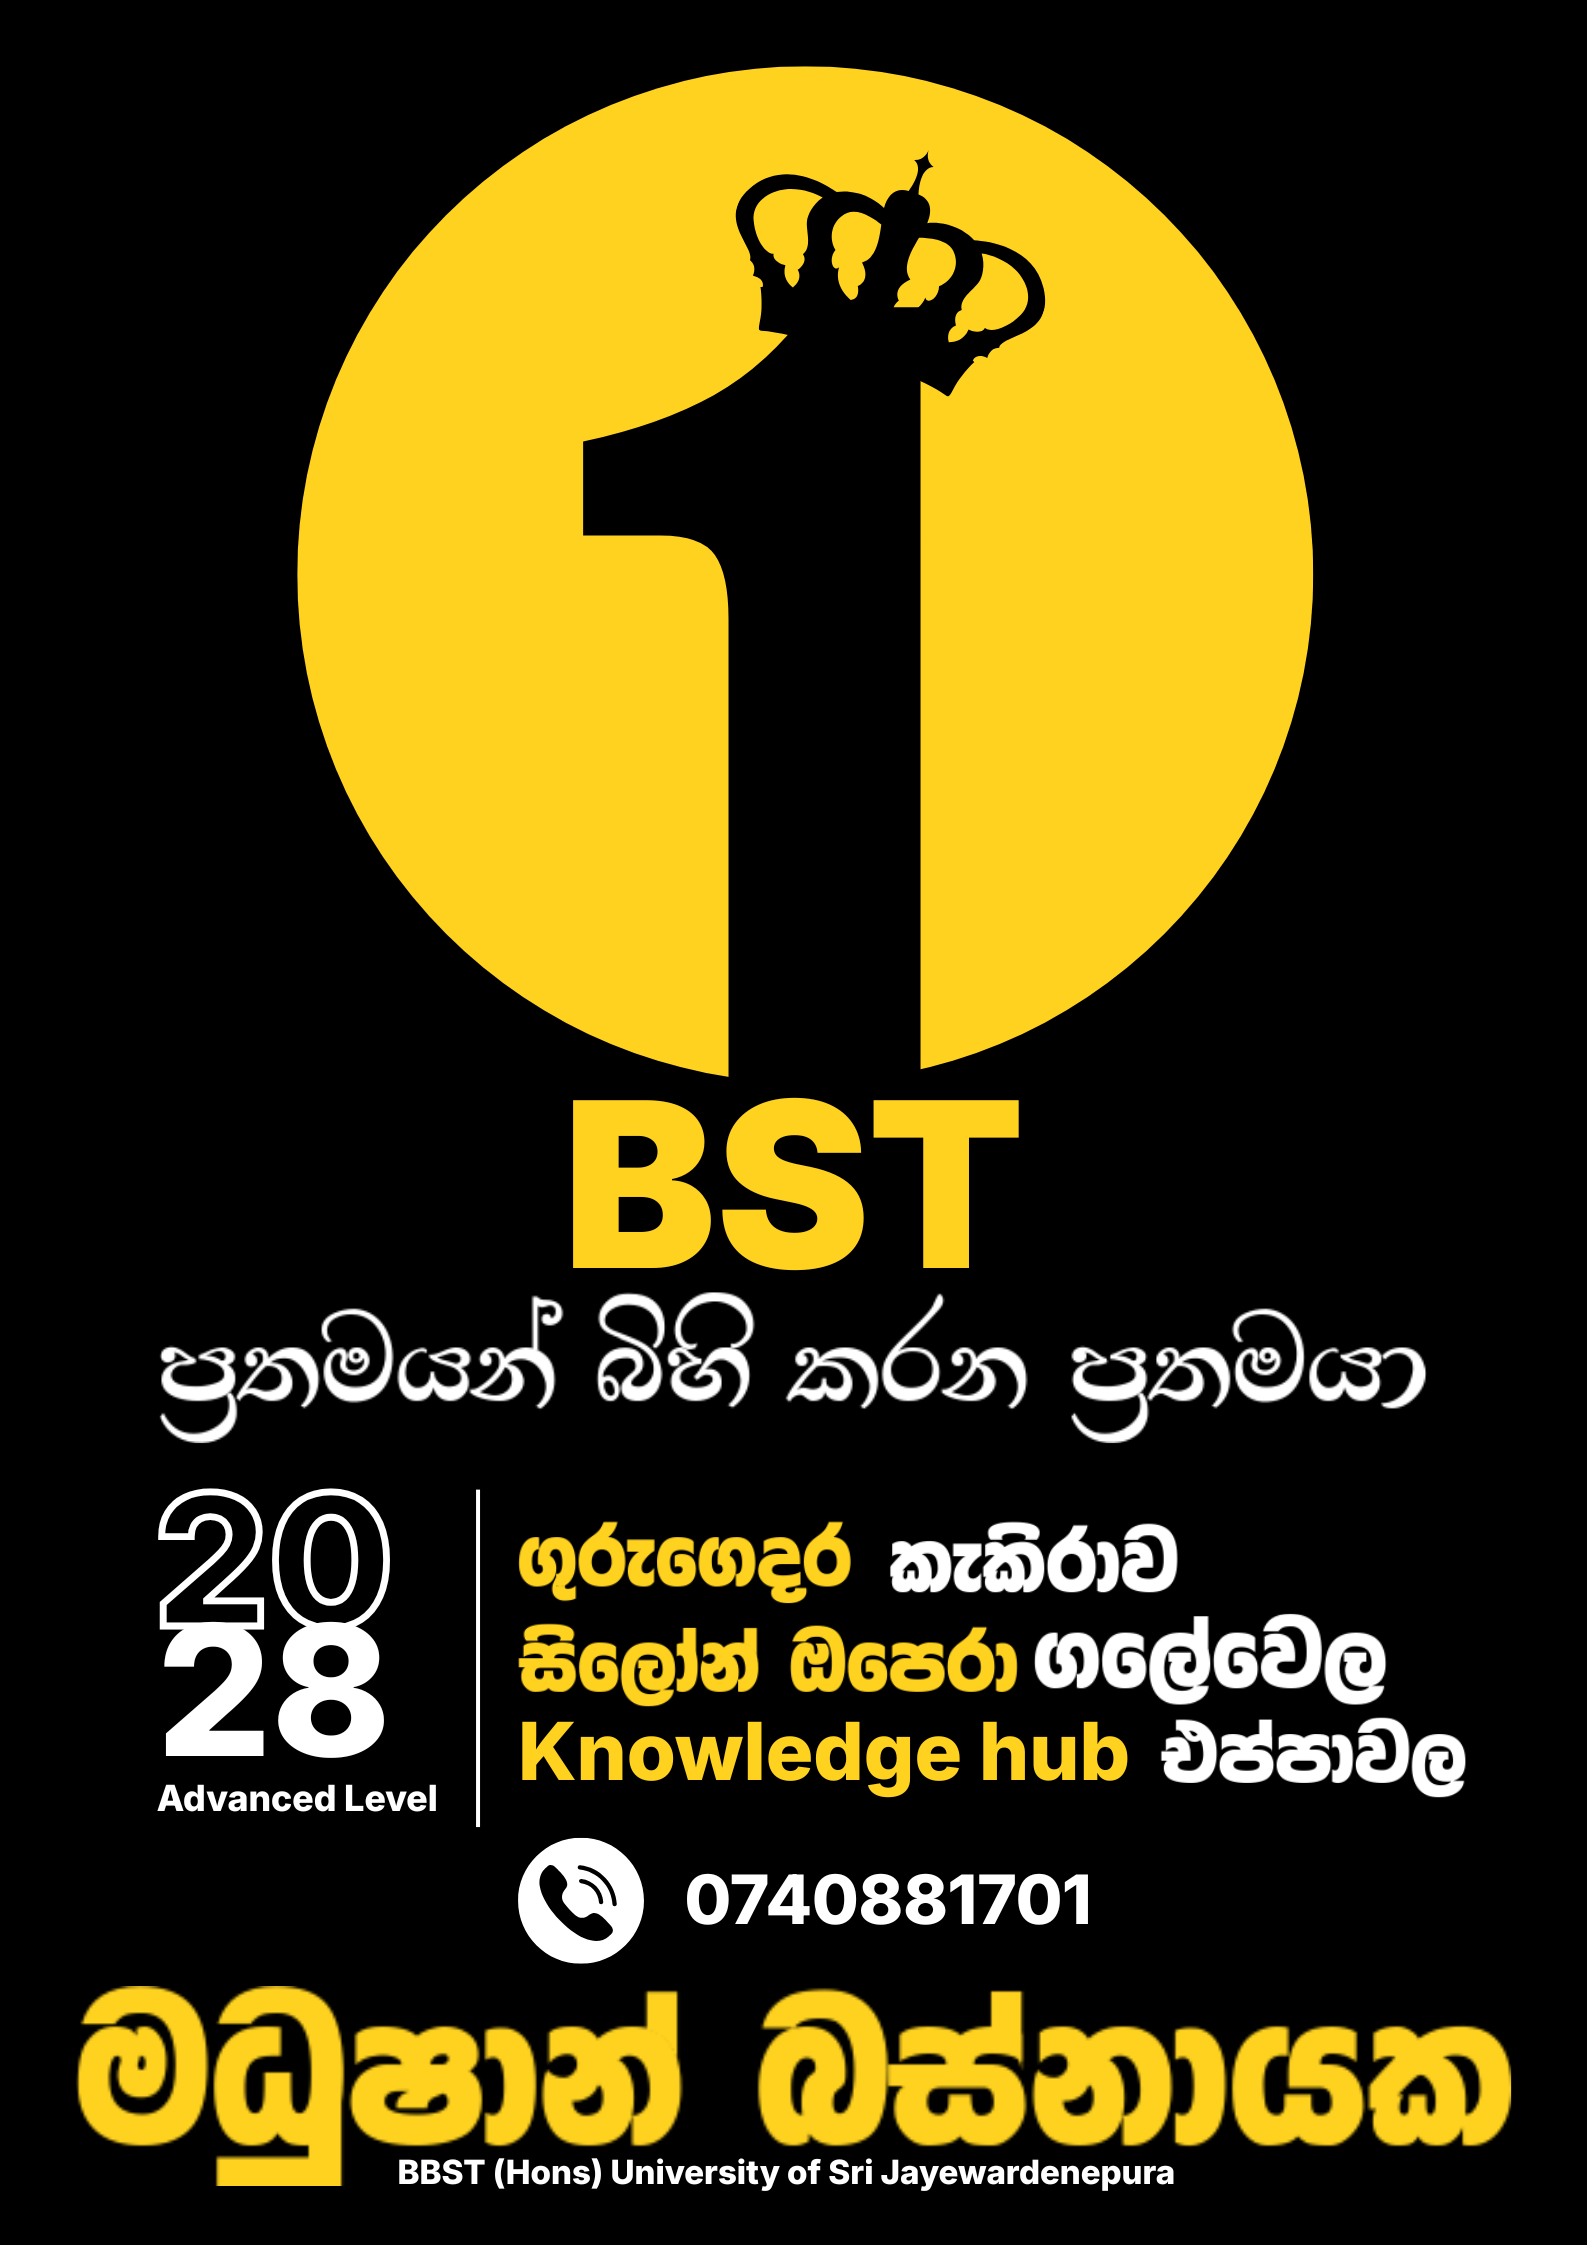 1
BST
ප්‍රතමයන් බිහි කරන ප්‍රතමයා
20
28
Advanced Level
ගුරුගෙදර කැකිරාව
සිලෝන් ඔපෙරා ගලේවෙල
Knowledge hub එප්පාවල
0740881701
මධුෂාන් බස්නායක
BBST (Hons) University of Sri Jayewardenepura